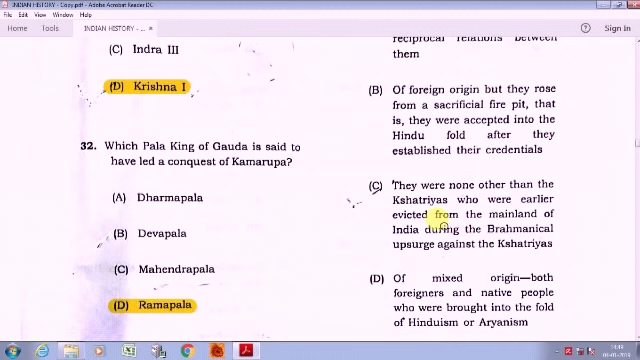 INDIAN HISTORY - Copy.pdf - Adobe Acrobat Reader DC
File Edit View Window Help
Home Tools INDIAN HISTORY - ... × Sign In
(C) Indra III
(D) Krishna I
32. Which Pala King of Gauda is said to
have led a conquest of Kamarupa?
(A) Dharmapala
(B) Devapala
(C) Mahendrapala
(D) Ramapala
reciprocal relations between
them
(B) Of foreign origin but they rose
from a sacrificial fire pit, that
is, they were accepted into the
Hindu fold after they
established their credentials
(C) They were none other than the
Kshatriyas who were earlier
evicted from the mainland of
India during the Brahmanical
upsurge against the Kshatriyas
(D) Of mixed origin—both
foreigners and native people
who were brought into the fold
of Hinduism or Aryanism